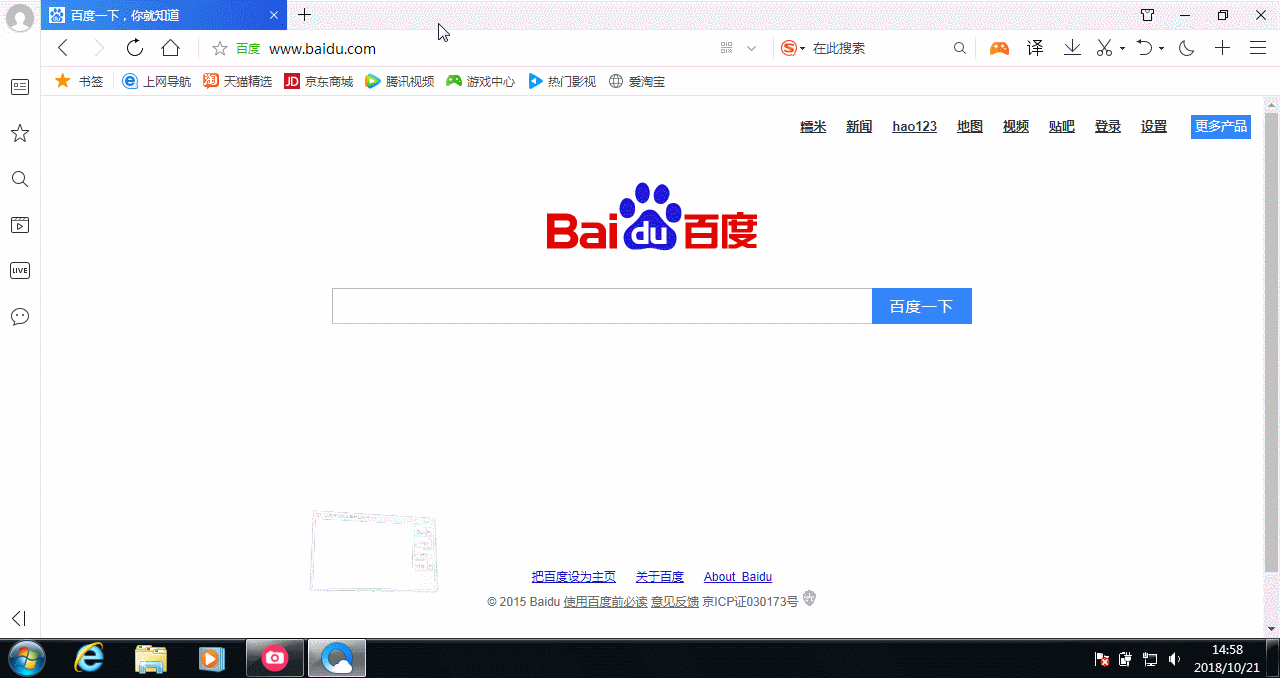 百度一下，你就知道
百度 www.baidu.com 在此搜索 译
书签 上网导航 淘 天猫精选 JD 京东商城 腾讯视频 游戏中心 热门影视 爱淘宝
糯米 新闻 hao123 地图 视频 贴吧 登录 设置 更多产品
Bai du 百度
百度一下
LIVE
把百度设为主页 关于百度 About Baidu
© 2015 Baidu 使用百度前必读 意见反馈 京ICP证030173号
14:58
2018/10/21